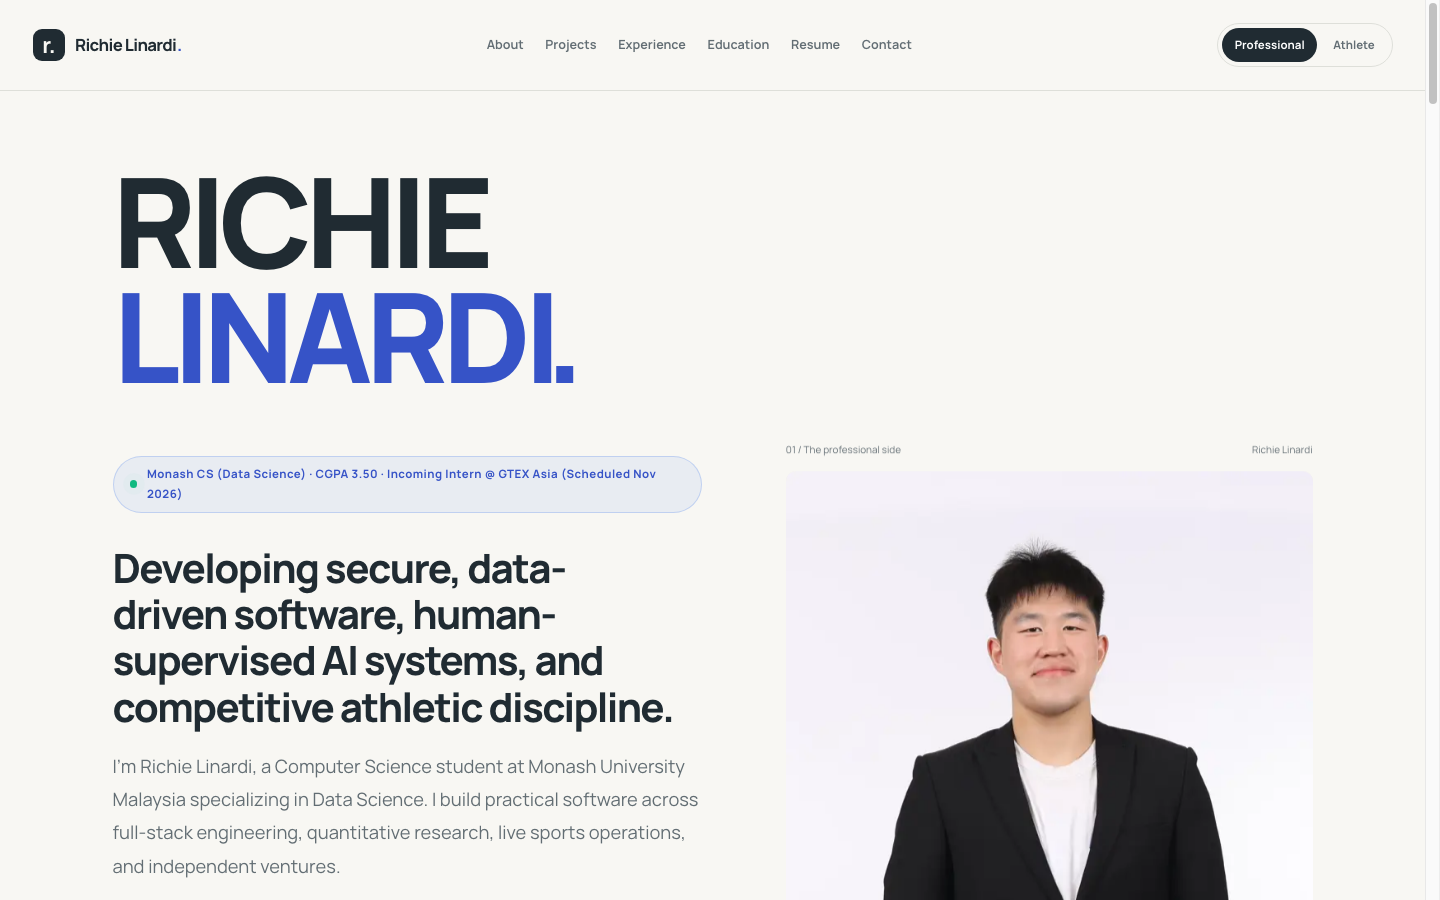 r. Richie Linardi.
About Projects Experience Education Resume Contact
Professional Athlete
RICHIE
LINARDI.
01 / The professional side Richie Linardi
Monash CS (Data Science) · CGPA 3.50 · Incoming Intern @ GTEX Asia (Scheduled Nov
2026)
Developing secure, data-
driven software, human-
supervised AI systems, and
competitive athletic discipline.
I'm Richie Linardi, a Computer Science student at Monash University
Malaysia specializing in Data Science. I build practical software across
full-stack engineering, quantitative research, live sports operations,
and independent ventures.